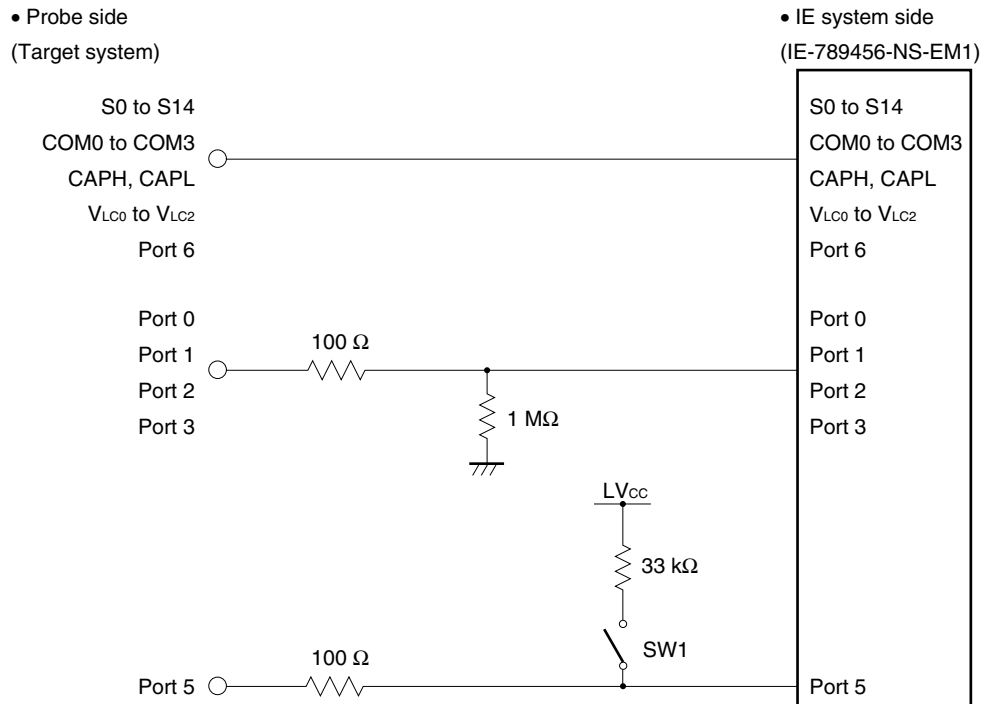 • Probe side
(Target system)
• IE system side
(IE-789456-NS-EM1)
S0 to S14
COM0 to COM3
CAPH, CAPL
VLC0 to VLC2
Port 6
S0 to S14
COM0 to COM3
CAPH, CAPL
VLC0 to VLC2
Port 6
Port 0
Port 1
Port 2
Port 3
100 Ω
1 MΩ
Port 0
Port 1
Port 2
Port 3
LVCC
33 kΩ
SW1
100 Ω
Port 5
Port 5